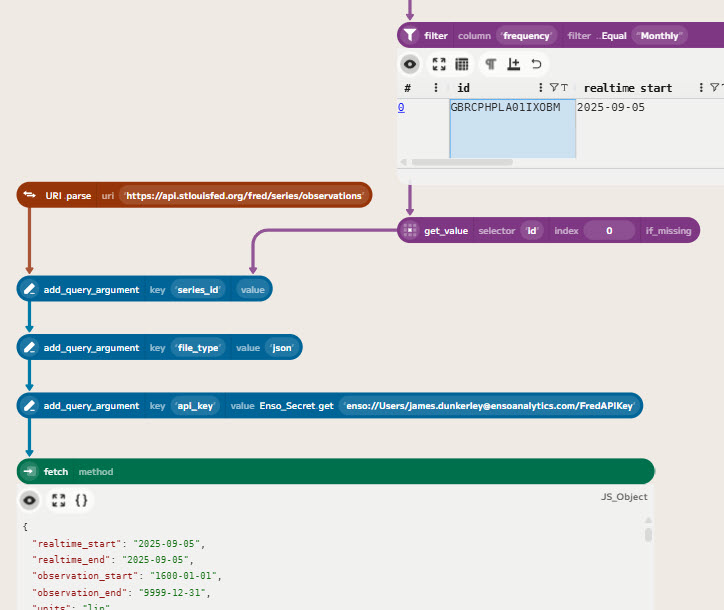 filter column 'frequency' filter ..Equal 'Monthly'
# id realtime start
0 GBRCPHPLA01IXOBM 2025-09-05
URI parse uri 'https://api.stlouisfed.org/fred/series/observations'
get_value selector 'id' index 0 if_missing
add_query_argument key 'series_id' value
add_query_argument key 'file_type' value 'json'
add_query_argument key 'api_key' value Enso_Secret get 'enso://Users/james.dunkerley@ensoanalytics.com/FredAPIKey'
fetch method
{} JS_Object
{
"realtime_start": "2025-09-05",
"realtime_end": "2025-09-05",
"observation_start": "1600-01-01",
"observation_end": "9999-12-31",
"units": "lin"